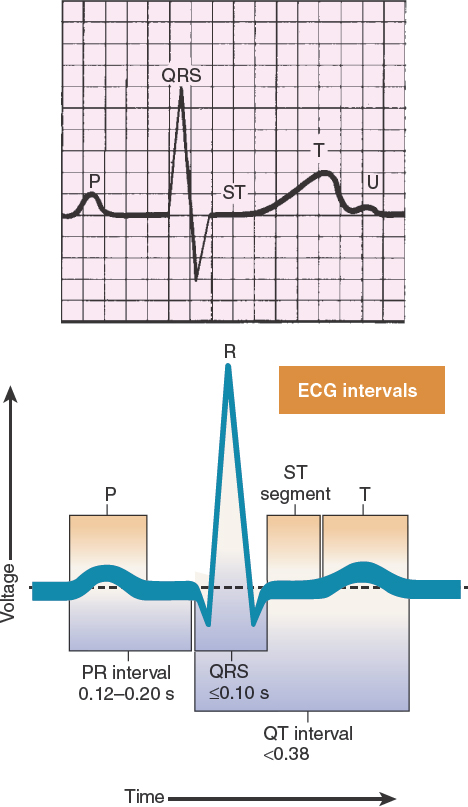 QRS
P
ST
T
U
R
ECG intervals
Voltage
P
ST
segment
T
PR interval
0.12–0.20 s
QRS
≤0.10 s
QT interval
<0.38
Time